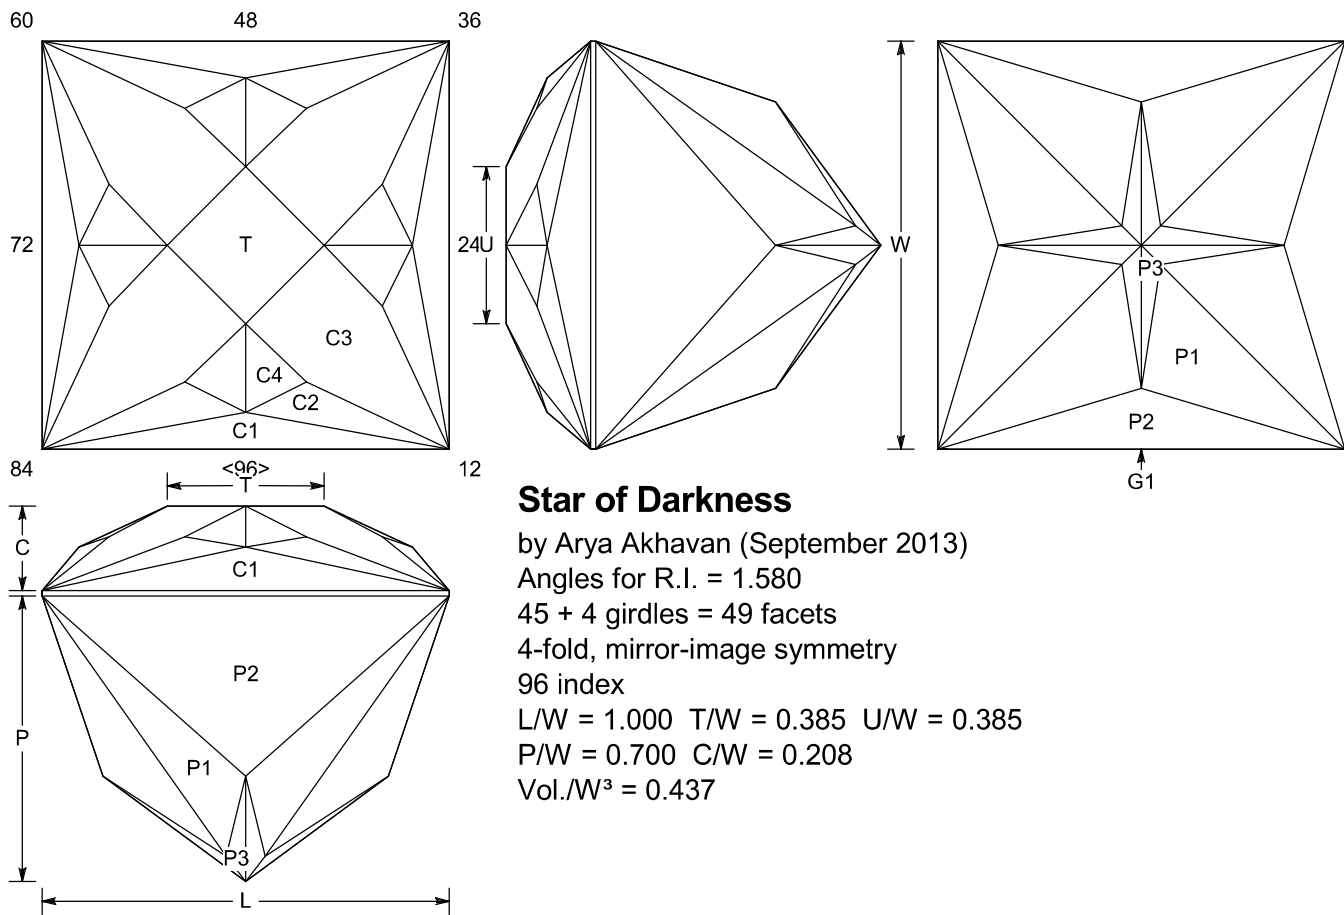 60 48 36
72 T 24 U W
C3
C4
C2
C1
84 <96> 12
T
P3
P1
P2
G1
C
C1
P
P2
P1
P3
L
Star of Darkness
by Arya Akhavan (September 2013)
Angles for R.I. = 1.580
45 + 4 girdles = 49 facets
4-fold, mirror-image symmetry
96 index
L/W = 1.000 T/W = 0.385 U/W = 0.385
P/W = 0.700 C/W = 0.208
Vol./W³ = 0.437